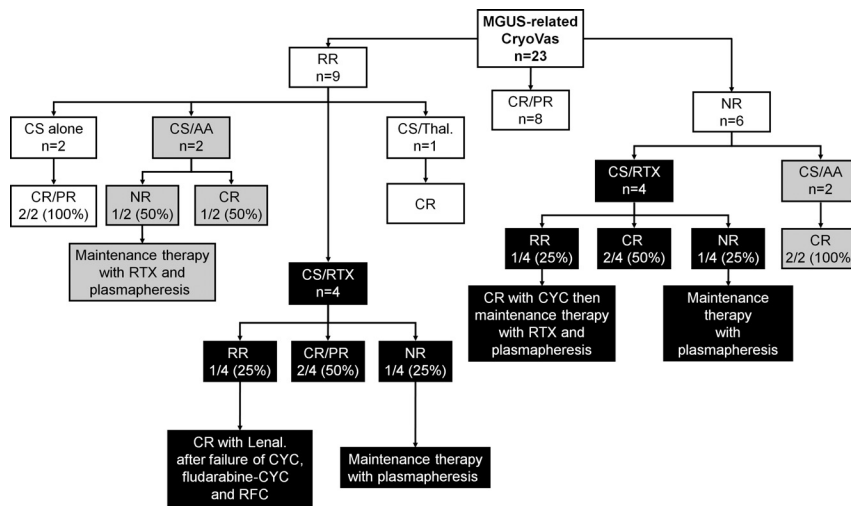 MGUS-related
CryoVas
n=23
RR
n=9
CR/PR
n=8
NR
n=6
CS alone
n=2
CS/AA
n=2
CS/Thal.
n=1
CS/RTX
n=4
CS/AA
n=2
CR/PR
2/2 (100%)
NR
1/2 (50%)
CR
1/2 (50%)
CR
RR
1/4 (25%)
CR
2/4 (50%)
NR
1/4 (25%)
CR
2/2 (100%)
Maintenance therapy
with RTX and
plasmapheresis
CS/RTX
n=4
CR with CYC then
maintenance therapy
with RTX and
plasmapheresis
Maintenance
therapy
with
plasmapheresis
RR
1/4 (25%)
CR/PR
2/4 (50%)
NR
1/4 (25%)
CR with Lenal.
after failure of CYC,
fludarabine-CYC
and RFC
Maintenance therapy
with plasmapheresis